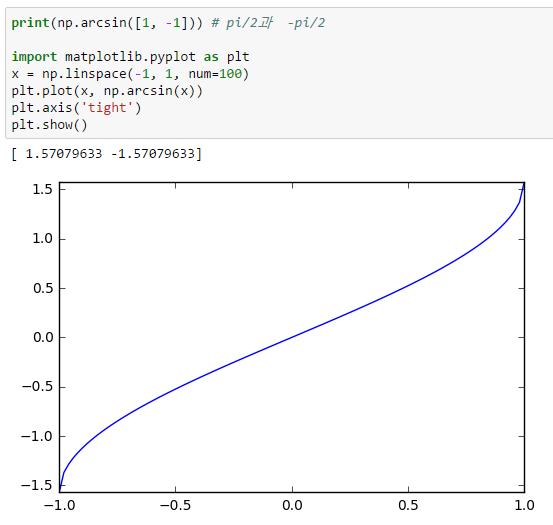 print(np.arcsin([1, -1])) # pi/2과 -pi/2
import matplotlib.pyplot as plt
x = np.linspace(-1, 1, num=100)
plt.plot(x, np.arcsin(x))
plt.axis('tight')
plt.show()
[ 1.57079633 -1.57079633]
1.5
1.0
0.5
0.0
−0.5
−1.0
−1.5
−1.0 −0.5 0.0 0.5 1.0